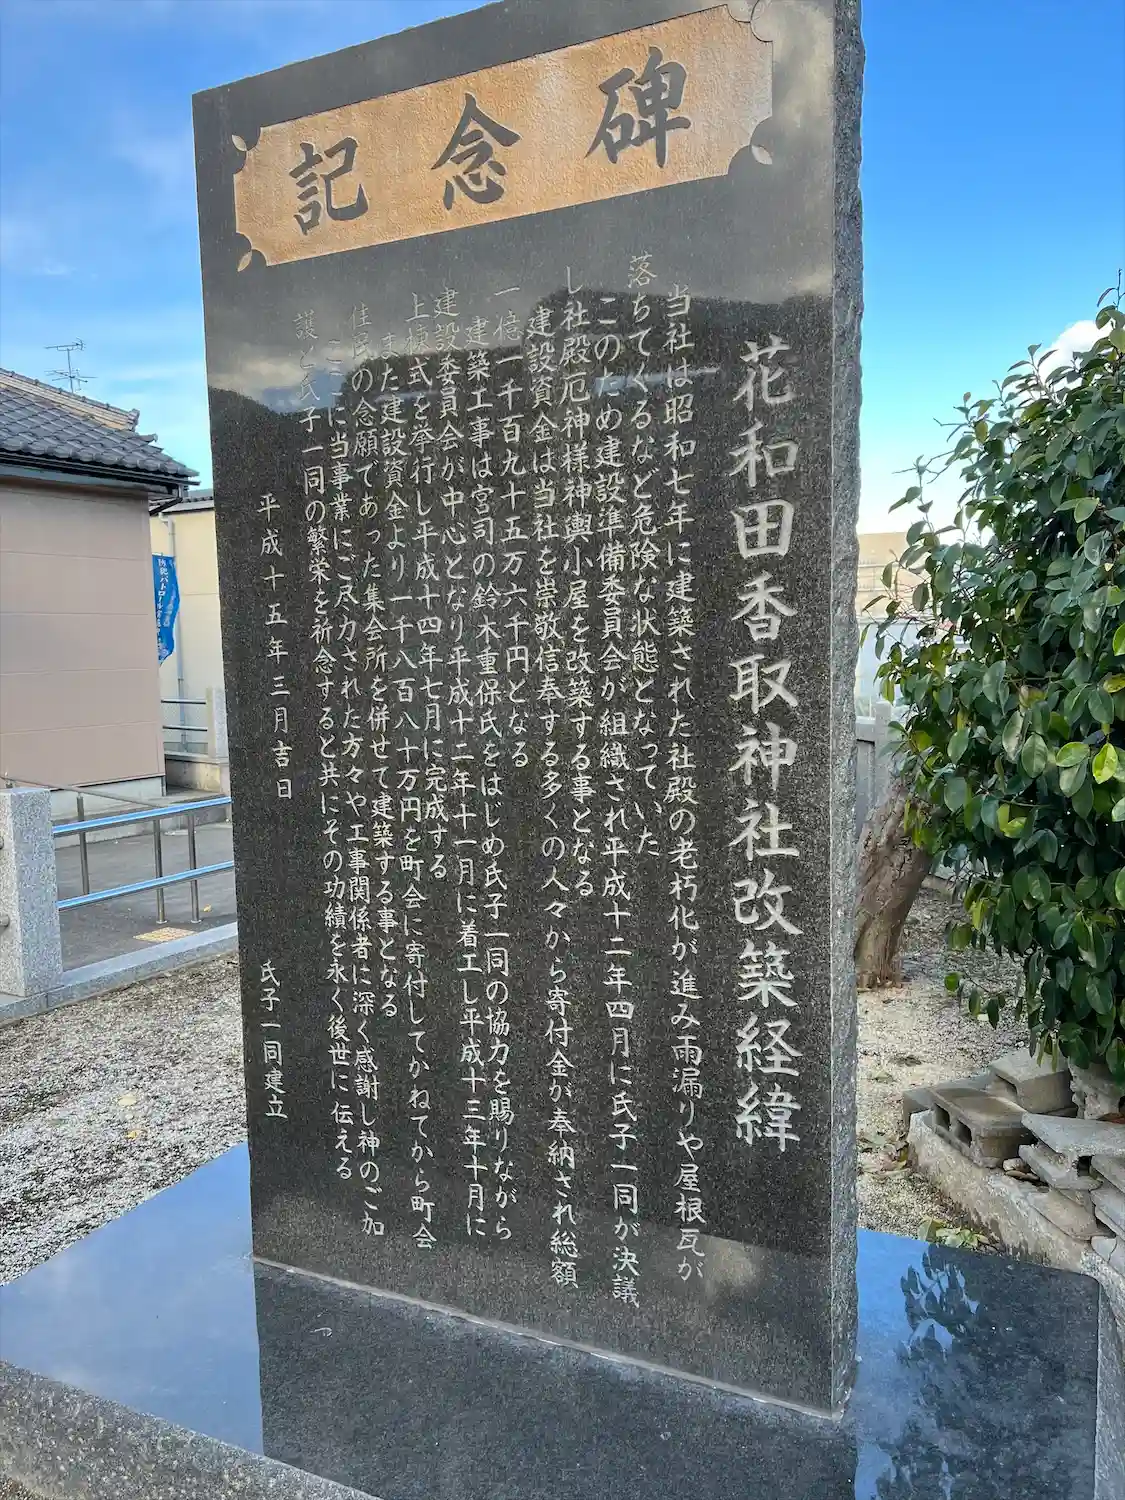 記念碑
花和田香取神社改築経緯
当社は昭和七年に建築された社殿の老朽化が進み雨漏りや屋根瓦が
落ちてくるなど危険な状態となっていた
このため建設準備委員会が組織され平成十二年四月に氏子一同が決議
し社殿厄神様神輿小屋を改築する事となる
建設資金は当社を崇敬信奉する多くの人々から寄付金が奉納され総額
一億一千百九十五万六千円となる
建築工事は宮司の鈴木重保氏をはじめ氏子一同の協力を賜りながら
建設委員会が中心となり平成十二年十一月に着工し平成十三年十月に
上棟式を挙行し平成十四年七月に完成する
また建設資金より一千八百八十万円を町会に寄付してかねてから町会
住民の念願であった集会所を併せて建築する事となる
ここに当事業にご尽力された方々や工事関係者に深く感謝し神のご加
護と氏子一同の繁栄を祈念すると共にその功績を永く後世に伝える
平成十五年三月吉日
氏子一同建立
防犯パトロール